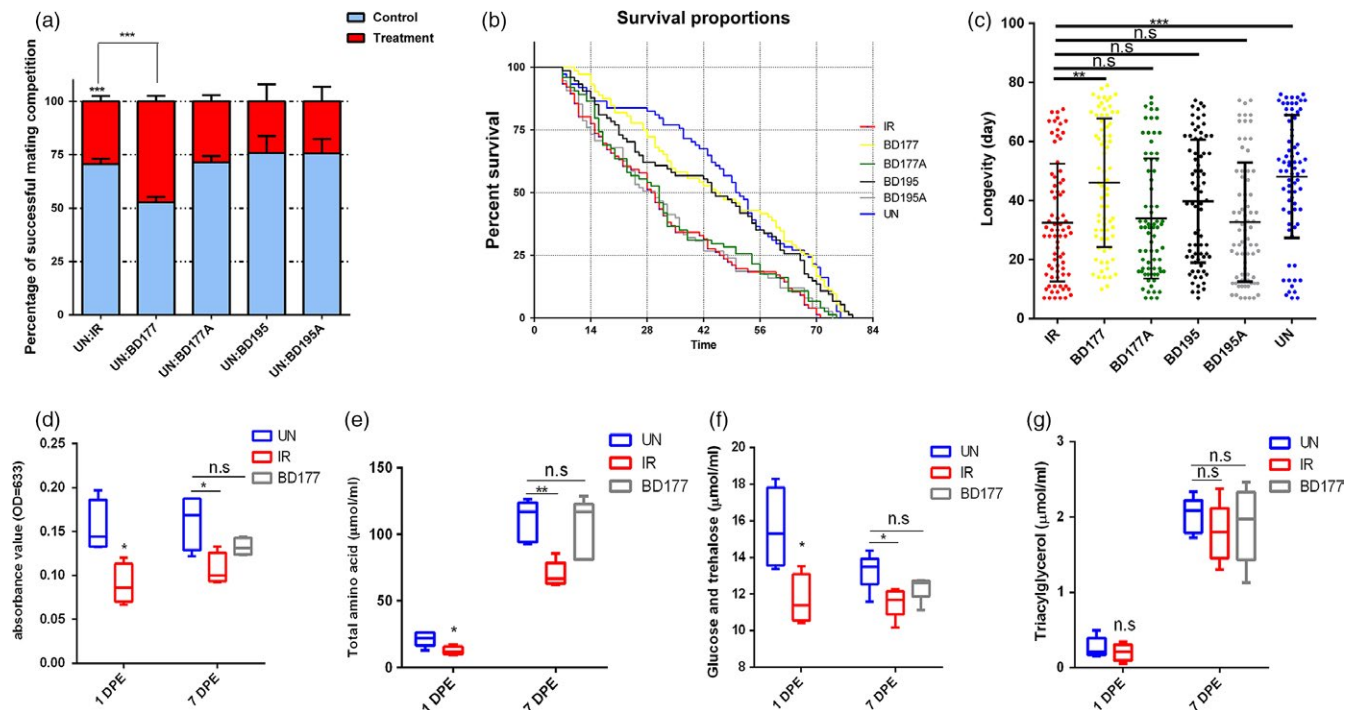 (a)
Control
Treatment
Percentage of successful mating competition
***
***
100
75
50
25
0
UN:IR
UN:BD177
UN:BD177A
UN:BD195
UN:BD195A
(b)
Survival proportions
Percent survival
100
75
50
25
0
0 14 28 42 56 70 84
Time
IR
BD177
BD177A
BD195
BD195A
UN
(c)
Longevity (day)
100
80
60
40
20
0
***
n.s
n.s
n.s
**
IR
BD177
BD177A
BD195
BD195A
UN
(d)
absorbance value (OD=633)
0.25
0.20
0.15
0.10
0.05
0.00
UN
IR
BD177
n.s
*
*
1 DPE
7 DPE
(e)
Total amino acid (μmol/ml)
150
100
50
0
UN
IR
BD177
n.s
**
*
1 DPE
7 DPE
(f)
Glucose and trehalose (μmol/ml)
20
18
16
14
12
10
8
UN
IR
BD177
n.s
*
*
1 DPE
7 DPE
(g)
Triacylglycerol (μmol/ml)
3
2
1
0
UN
IR
BD177
n.s
n.s
n.s
1 DPE
7 DPE